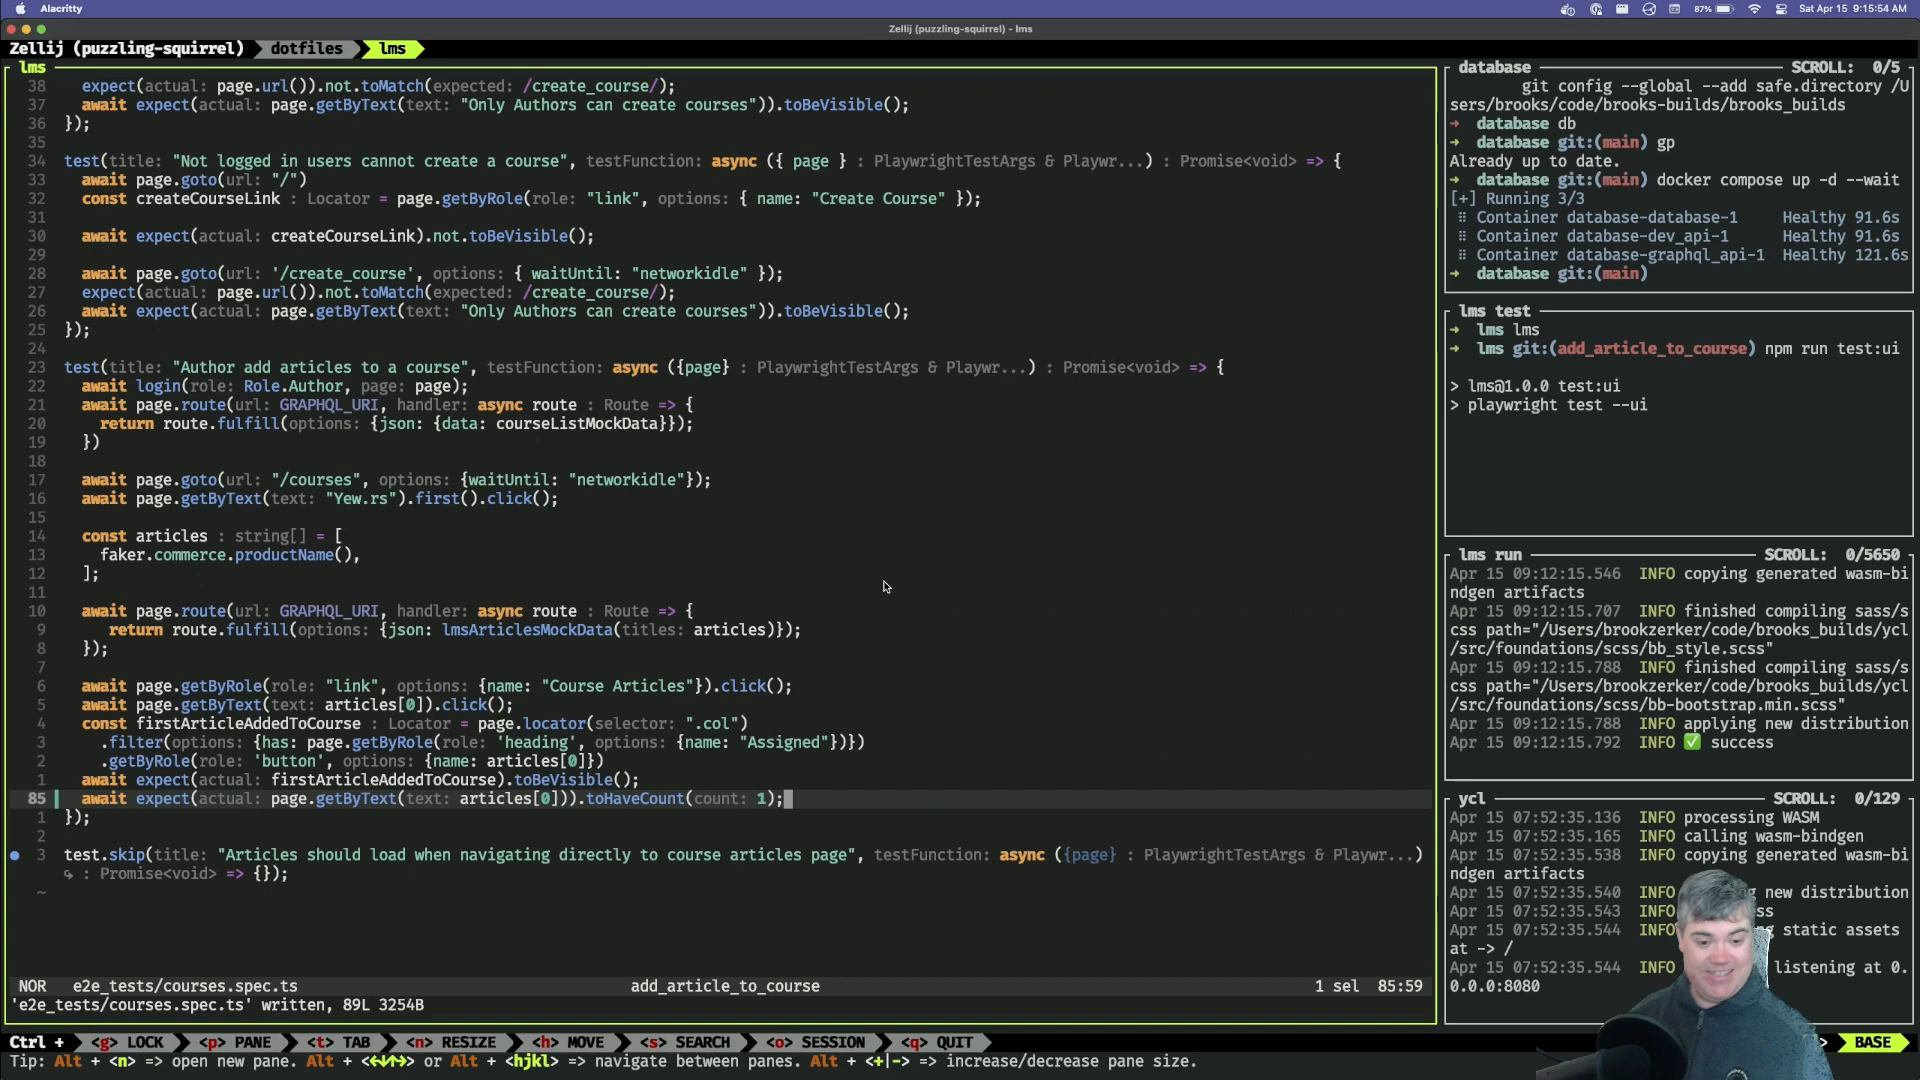 Alacritty
87%
Sat Apr 15 9:15:54 AM
Zellij (puzzling-squirrel) - lms
Zellij (puzzling-squirrel) dotfiles lms
lms
38 expect(actual: page.url()).not.toMatch(expected: /create_course/);
37 await expect(actual: page.getByText(text: "Only Authors can create courses")).toBeVisible();
36 });
35
34 test(title: "Not logged in users cannot create a course", testFunction: async ({ page } : PlaywrightTestArgs & Playwr...) : Promise<void> => {
33 await page.goto(url: "/")
32 const createCourseLink : Locator = page.getByRole(role: "link", options: { name: "Create Course" });
31
30 await expect(actual: createCourseLink).not.toBeVisible();
29
28 await page.goto(url: '/create_course', options: { waitUntil: "networkidle" });
27 expect(actual: page.url()).not.toMatch(expected: /create_course/);
26 await expect(actual: page.getByText(text: "Only Authors can create courses")).toBeVisible();
25 });
24
23 test(title: "Author add articles to a course", testFunction: async ({page} : PlaywrightTestArgs & Playwr...) : Promise<void> => {
22 await login(role: Role.Author, page: page);
21 await page.route(url: GRAPHQL_URI, handler: async route : Route => {
20 return route.fulfill(options: {json: {data: courseListMockData}});
19 })
18
17 await page.goto(url: "/courses", options: {waitUntil: "networkidle"});
16 await page.getByText(text: "Yew.rs").first().click();
15
14 const articles : string[] = [
13 faker.commerce.productName(),
12 ];
11
10 await page.route(url: GRAPHQL_URI, handler: async route : Route => {
9 return route.fulfill(options: {json: lmsArticlesMockData(titles: articles)});
8 });
7
6 await page.getByRole(role: "link", options: {name: "Course Articles"}).click();
5 await page.getByText(text: articles[0]).click();
4 const firstArticleAddedToCourse : Locator = page.locator(selector: ".col")
3 .filter(options: {has: page.getByRole(role: 'heading', options: {name: "Assigned"})})
2 .getByRole(role: 'button', options: {name: articles[0]})
1 await expect(actual: firstArticleAddedToCourse).toBeVisible();
85 await expect(actual: page.getByText(text: articles[0])).toHaveCount(count: 1);
1 });
2
3 test.skip(title: "Articles should load when navigating directly to course articles page", testFunction: async ({page} : PlaywrightTestArgs & Playwr...)
↪ : Promise<void> => {});
~
NOR e2e_tests/courses.spec.ts add_article_to_course 1 sel 85:59
'e2e_tests/courses.spec.ts' written, 89L 3254B
database SCROLL: 0/5
git config --global --add safe.directory /U
sers/brooks/code/brooks-builds/brooks_builds
→ database db
→ database git:(main) gp
Already up to date.
→ database git:(main) docker compose up -d --wait
[+] Running 3/3
⠿ Container database-database-1 Healthy 91.6s
⠿ Container database-dev_api-1 Healthy 91.6s
⠿ Container database-graphql_api-1 Healthy 121.6s
→ database git:(main)
lms test
→ lms lms
→ lms git:(add_article_to_course) npm run test:ui
> lms@1.0.0 test:ui
> playwright test --ui
lms run SCROLL: 0/5650
Apr 15 09:12:15.546 INFO copying generated wasm-bi
ndgen artifacts
Apr 15 09:12:15.707 INFO finished compiling sass/s
css path="/Users/brookzerker/code/brooks_builds/ycl
/src/foundations/scss/bb_style.scss"
Apr 15 09:12:15.788 INFO finished compiling sass/s
css path="/Users/brookzerker/code/brooks_builds/ycl
/src/foundations/scss/bb-bootstrap.min.scss"
Apr 15 09:12:15.788 INFO applying new distribution
Apr 15 09:12:15.792 INFO ✅ success
ycl SCROLL: 0/129
Apr 15 07:52:35.136 INFO processing WASM
Apr 15 07:52:35.165 INFO calling wasm-bindgen
Apr 15 07:52:35.538 INFO copying generated wasm-bi
ndgen artifacts
Apr 15 07:52:35.540 INFO new distribution
Apr 15 07:52:35.543 INFO
Apr 15 07:52:35.544 INFO static assets
at -> /
Apr 15 07:52:35.544 INFO listening at 0.
0.0.0:8080
Ctrl + <g> LOCK <p> PANE <t> TAB <n> RESIZE <h> MOVE <s> SEARCH <o> SESSION <q> QUIT BASE
Tip: Alt + <n> => open new pane. Alt + <←↓↑→> or Alt + <hjkl> => navigate between panes. Alt + <+|-> => increase/decrease pane size.